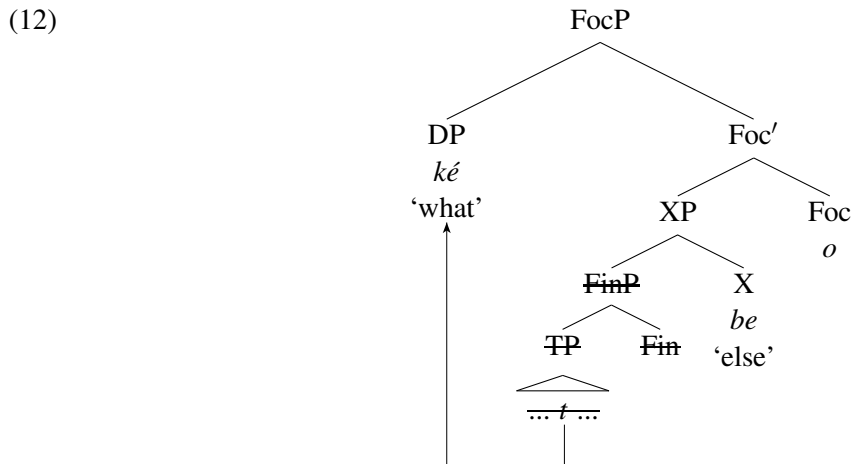 (12) FocP
DP Foc′
ké
‘what’ XP Foc
o
FinP X
be
TP Fin ‘else’
... t ...